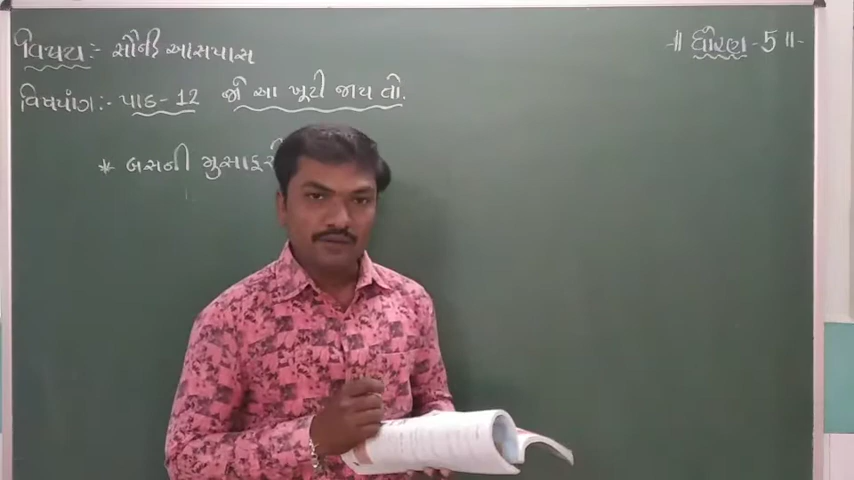 વિષય :- સૌની આસપાસ
॥ ધોરણ - 5 ॥
વિષયાંગ :- પાઠ - 12 જો આ ખૂટી જાય તો.
* બસની મુસાફરી